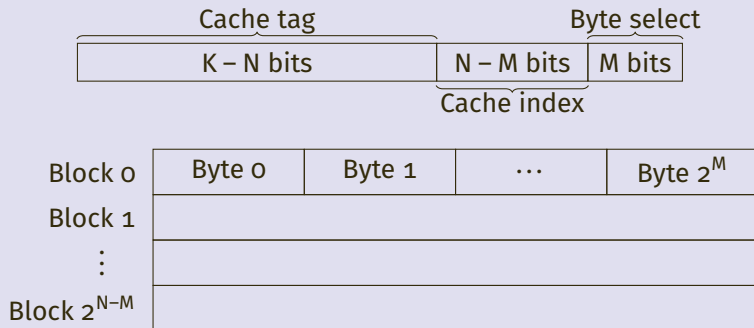 Cache tag Byte select
K – N bits N – M bits M bits
Cache index
Block 0 Byte 0 Byte 1 ⋯ Byte 2^M
Block 1
⋮
Block 2^N–M